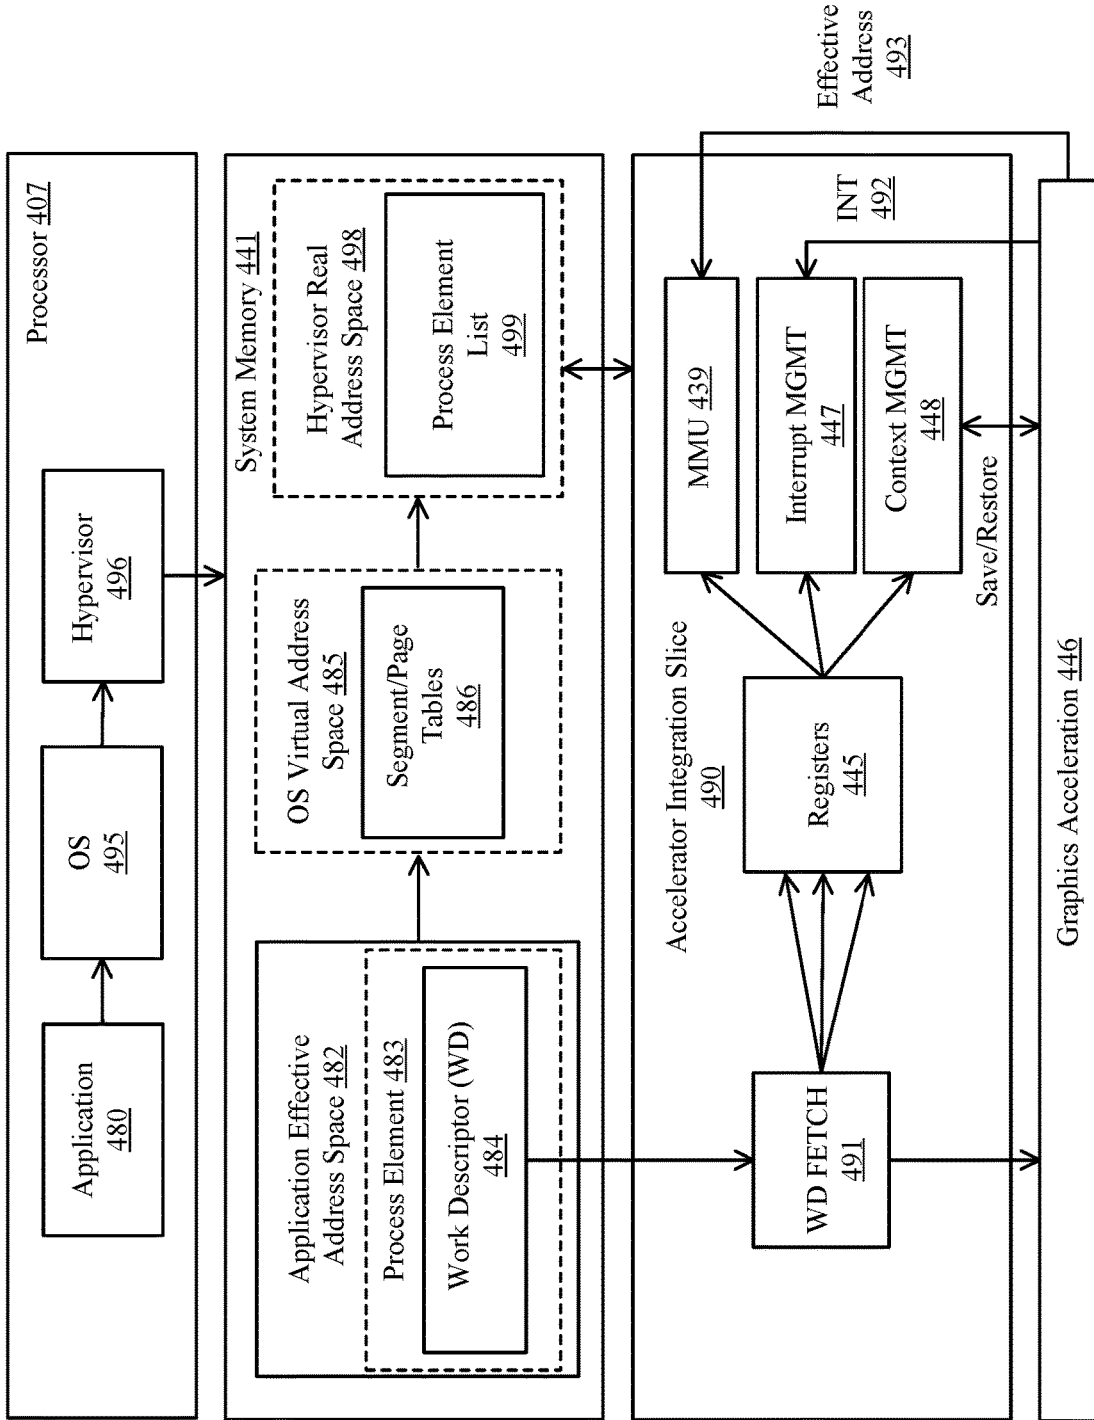 Processor 407
Application
480
OS
495
Hypervisor
496
System Memory 441
Application Effective
Address Space 482
Process Element 483
Work Descriptor (WD)
484
OS Virtual Address
Space 485
Segment/Page
Tables
486
Hypervisor Real
Address Space 498
Process Element
List
499
Accelerator Integration Slice
490
WD FETCH
491
Registers
445
MMU 439
Interrupt MGMT
447
Context MGMT
448
INT
492
Save/Restore
Effective
Address
493
Graphics Acceleration 446